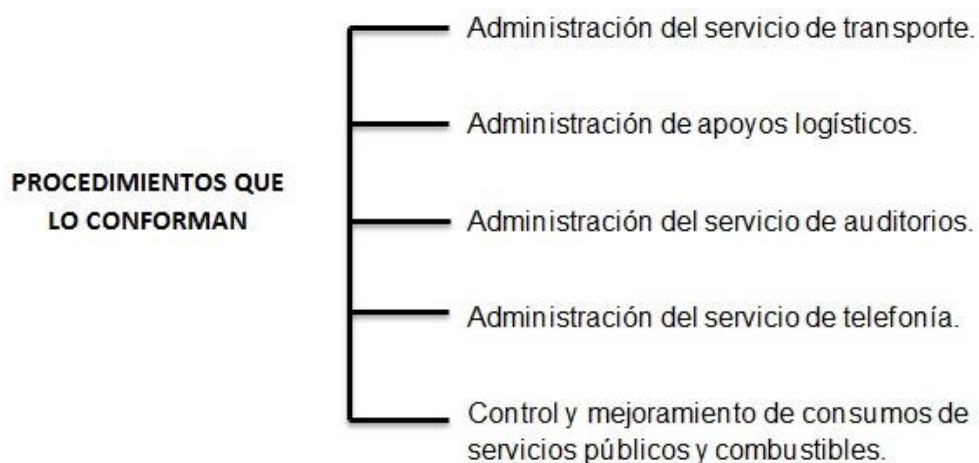 PROCEDIMIENTOS QUE
LO CONFORMAN
Administración del servicio de transporte.
Administración de apoyos logísticos.
Administración del servicio de auditorios.
Administración del servicio de telefonía.
Control y mejoramiento de consumos de
servicios públicos y combustibles.